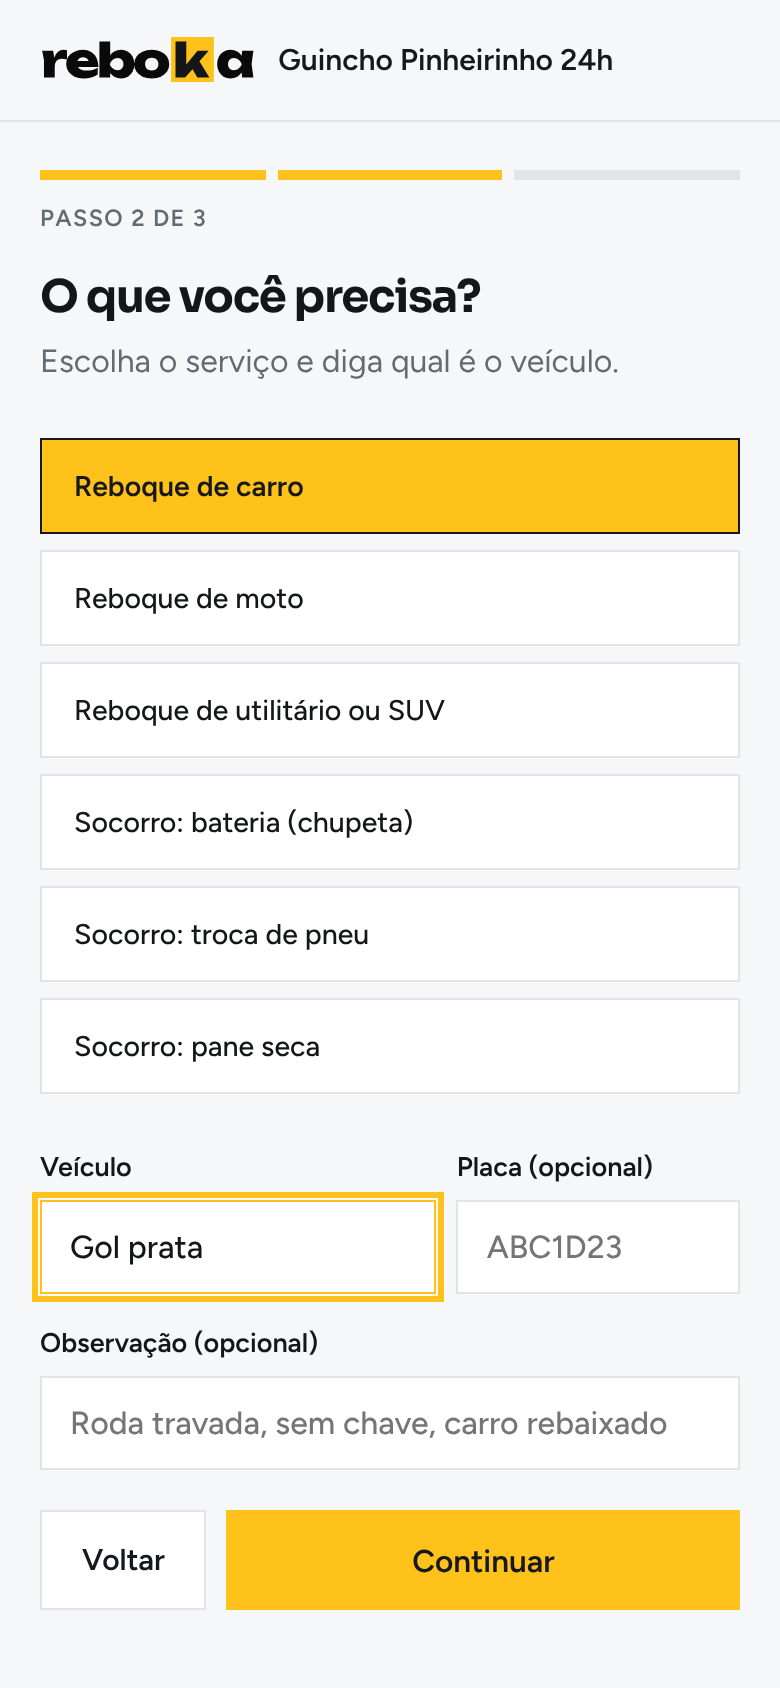 reboka Guincho Pinheirinho 24h
PASSO 2 DE 3
O que você precisa?
Escolha o serviço e diga qual é o veículo.
Reboque de carro
Reboque de moto
Reboque de utilitário ou SUV
Socorro: bateria (chupeta)
Socorro: troca de pneu
Socorro: pane seca
Veículo Placa (opcional)
Gol prata ABC1D23
Observação (opcional)
Roda travada, sem chave, carro rebaixado
Voltar Continuar